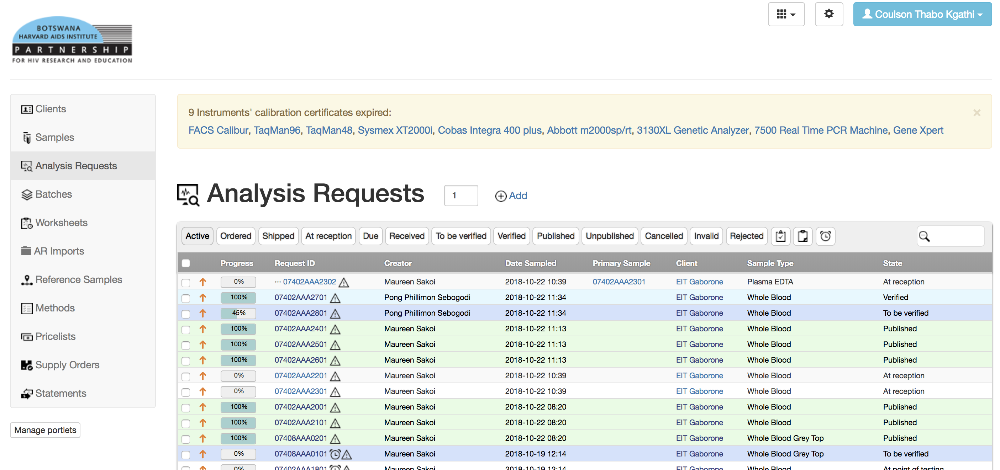 Coulson Thabo Kgathi
BOTSWANA
HARVARD AIDS INSTITUTE
PARTNERSHIP
FOR HIV RESEARCH AND EDUCATION
Clients
Samples
Analysis Requests
Batches
Worksheets
AR Imports
Reference Samples
Methods
Pricelists
Supply Orders
Statements
Manage portlets
9 Instruments' calibration certificates expired:
FACS Calibur, TaqMan96, TaqMan48, Sysmex XT2000i, Cobas Integra 400 plus, Abbott m2000sp/rt, 3130XL Genetic Analyzer, 7500 Real Time PCR Machine, Gene Xpert
Analysis Requests 1 Add
Active Ordered Shipped At reception Due Received To be verified Verified Published Unpublished Cancelled Invalid Rejected
Progress Request ID Creator Date Sampled Primary Sample Client Sample Type State
0% ··· 07402AAA2302 Maureen Sakoi 2018-10-22 10:39 07402AAA2301 EIT Gaborone Plasma EDTA At reception
100% 07402AAA2701 Pong Phillimon Sebogodi 2018-10-22 11:34 EIT Gaborone Whole Blood Verified
45% 07402AAA2801 Pong Phillimon Sebogodi 2018-10-22 11:34 EIT Gaborone Whole Blood To be verified
100% 07402AAA2401 Maureen Sakoi 2018-10-22 11:13 EIT Gaborone Whole Blood Published
100% 07402AAA2501 Maureen Sakoi 2018-10-22 11:13 EIT Gaborone Whole Blood Published
100% 07402AAA2601 Maureen Sakoi 2018-10-22 11:13 EIT Gaborone Whole Blood Published
0% 07402AAA2201 Maureen Sakoi 2018-10-22 10:39 EIT Gaborone Whole Blood At reception
0% 07402AAA2301 Maureen Sakoi 2018-10-22 10:39 EIT Gaborone Whole Blood At reception
100% 07402AAA2001 Maureen Sakoi 2018-10-22 08:20 EIT Gaborone Whole Blood Published
100% 07402AAA2101 Maureen Sakoi 2018-10-22 08:20 EIT Gaborone Whole Blood Published
100% 07408AAA0201 Maureen Sakoi 2018-10-22 08:20 EIT Gaborone Whole Blood Grey Top Published
0% 07408AAA0101 Maureen Sakoi 2018-10-19 12:14 EIT Gaborone Whole Blood Grey Top To be verified
0% 07402AAA1801 Maureen Sakoi 2018-10-19 12:14 EIT Gaborone Whole Blood At point of testing